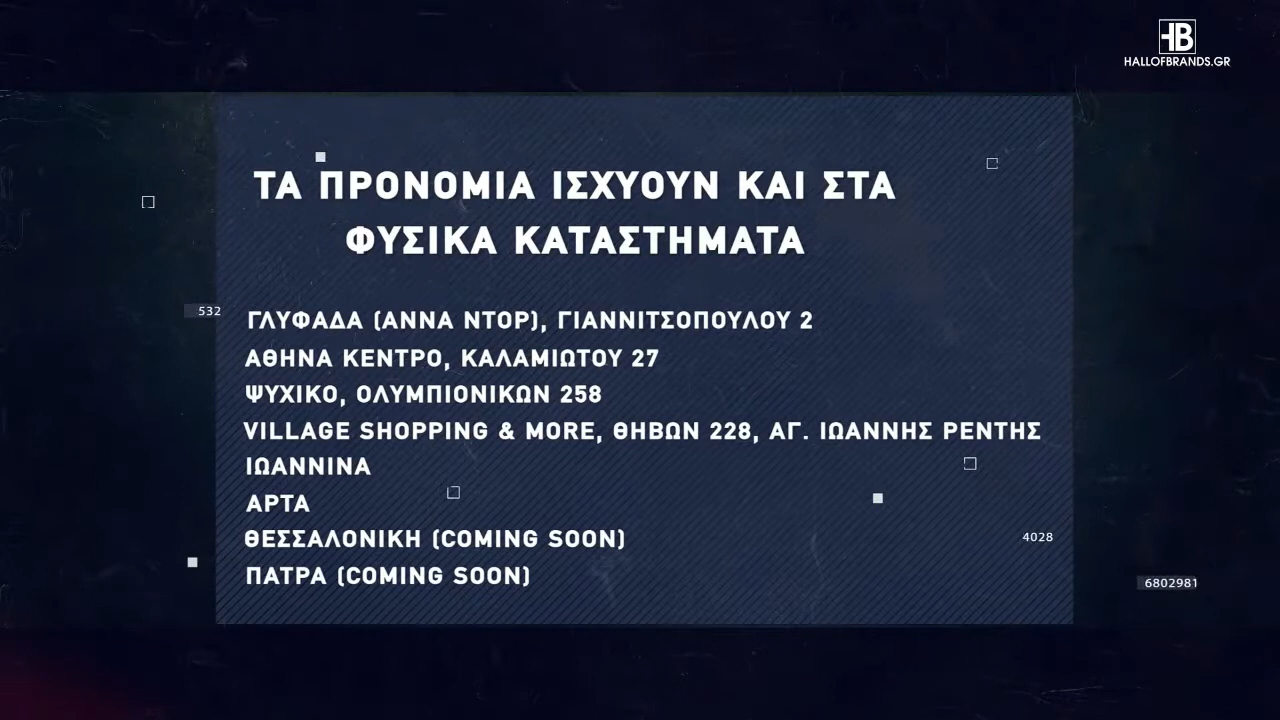 HB
HALLOFBRANDS.GR
ΤΑ ΠΡΟΝΟΜΙΑ ΙΣΧΥΟΥΝ ΚΑΙ ΣΤΑ
ΦΥΣΙΚΑ ΚΑΤΑΣΤΗΜΑΤΑ
532
ΓΛΥΦΑΔΑ (ΑΝΝΑ ΝΤΟΡ), ΓΙΑΝΝΙΤΣΟΠΟΥΛΟΥ 2
ΑΘΗΝΑ ΚΕΝΤΡΟ, ΚΑΛΑΜΙΩΤΟΥ 27
ΨΥΧΙΚΟ, ΟΛΥΜΠΙΟΝΙΚΩΝ 258
VILLAGE SHOPPING & MORE, ΘΗΒΩΝ 228, ΑΓ. ΙΩΑΝΝΗΣ ΡΕΝΤΗΣ
ΙΩΑΝΝΙΝΑ
ΑΡΤΑ
ΘΕΣΣΑΛΟΝΙΚΗ (COMING SOON)
4028
ΠΑΤΡΑ (COMING SOON)
6802981